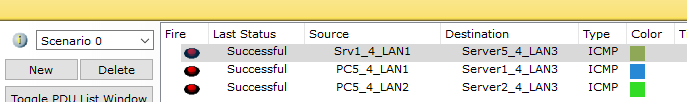 Fire Last Status Source Destination Type Color T
Scenario 0
Successful Srv1_4_LAN1 Server5_4_LAN3 ICMP
New Delete
Successful PC5_4_LAN1 Server1_4_LAN3 ICMP
Successful PC5_4_LAN2 Server2_4_LAN3 ICMP
Toggle PDU List Window